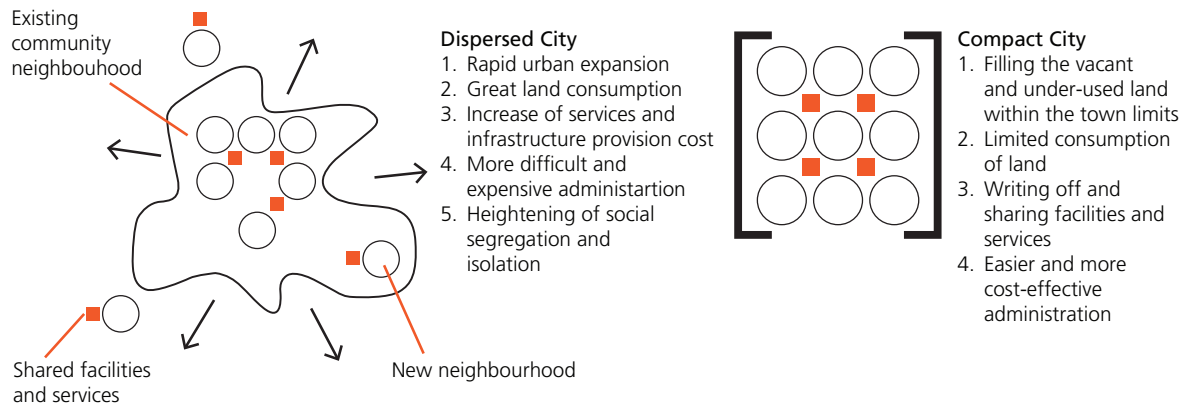 Existing
community
neighbouhood
Dispersed City
1. Rapid urban expansion
2. Great land consumption
3. Increase of services and
infrastructure provision cost
4. More difficult and
expensive administartion
5. Heightening of social
segregation and
isolation
Compact City
1. Filling the vacant
and under-used land
within the town limits
2. Limited consumption
of land
3. Writing off and
sharing facilities and
services
4. Easier and more
cost-effective
administration
Shared facilities
and services
New neighbourhood